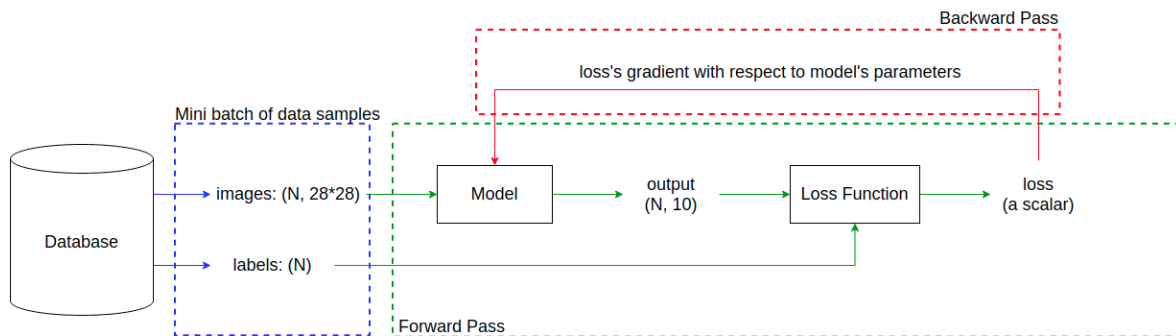 Backward Pass
loss's gradient with respect to model's parameters
Mini batch of data samples
Database
images: (N, 28*28)
labels: (N)
Model
output
(N, 10)
Loss Function
loss
(a scalar)
Forward Pass